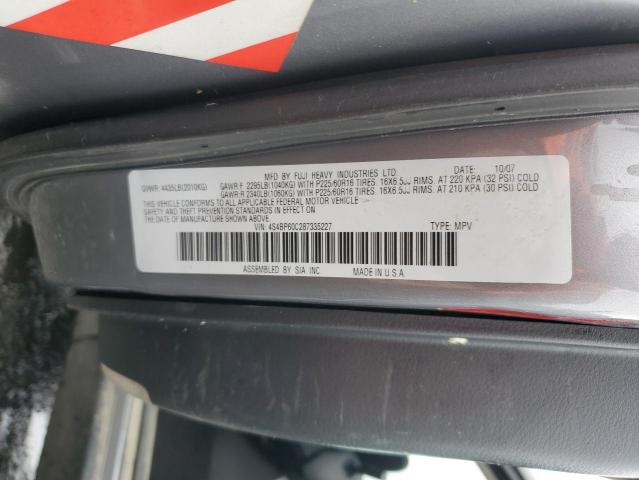 MFD BY FUJI HEAVY INDUSTRIES LTD. DATE: 10/07
GVWR: 4435LB(2010KG) GAWR:F 2295LB(1040KG) WITH P225/60R16 TIRES. 16X6.5JJ RIMS. AT 220 KPA (32 PSI) COLD
GAWR:R 2340LB(1060KG) WITH P225/60R16 TIRES. 16X6.5JJ RIMS. AT 210 KPA (30 PSI) COLD
THIS VEHICLE CONFORMS TO ALL APPLICABLE FEDERAL MOTOR VEHICLE
SAFETY AND THEFT PREVENTION STANDARDS IN EFFECT ON
THE DATE OF MANUFACTURE SHOWN ABOVE.
VIN: 4S4BP60C287335227 TYPE: MPV
ASSEMBLED BY SIA INC MADE IN U.S.A.